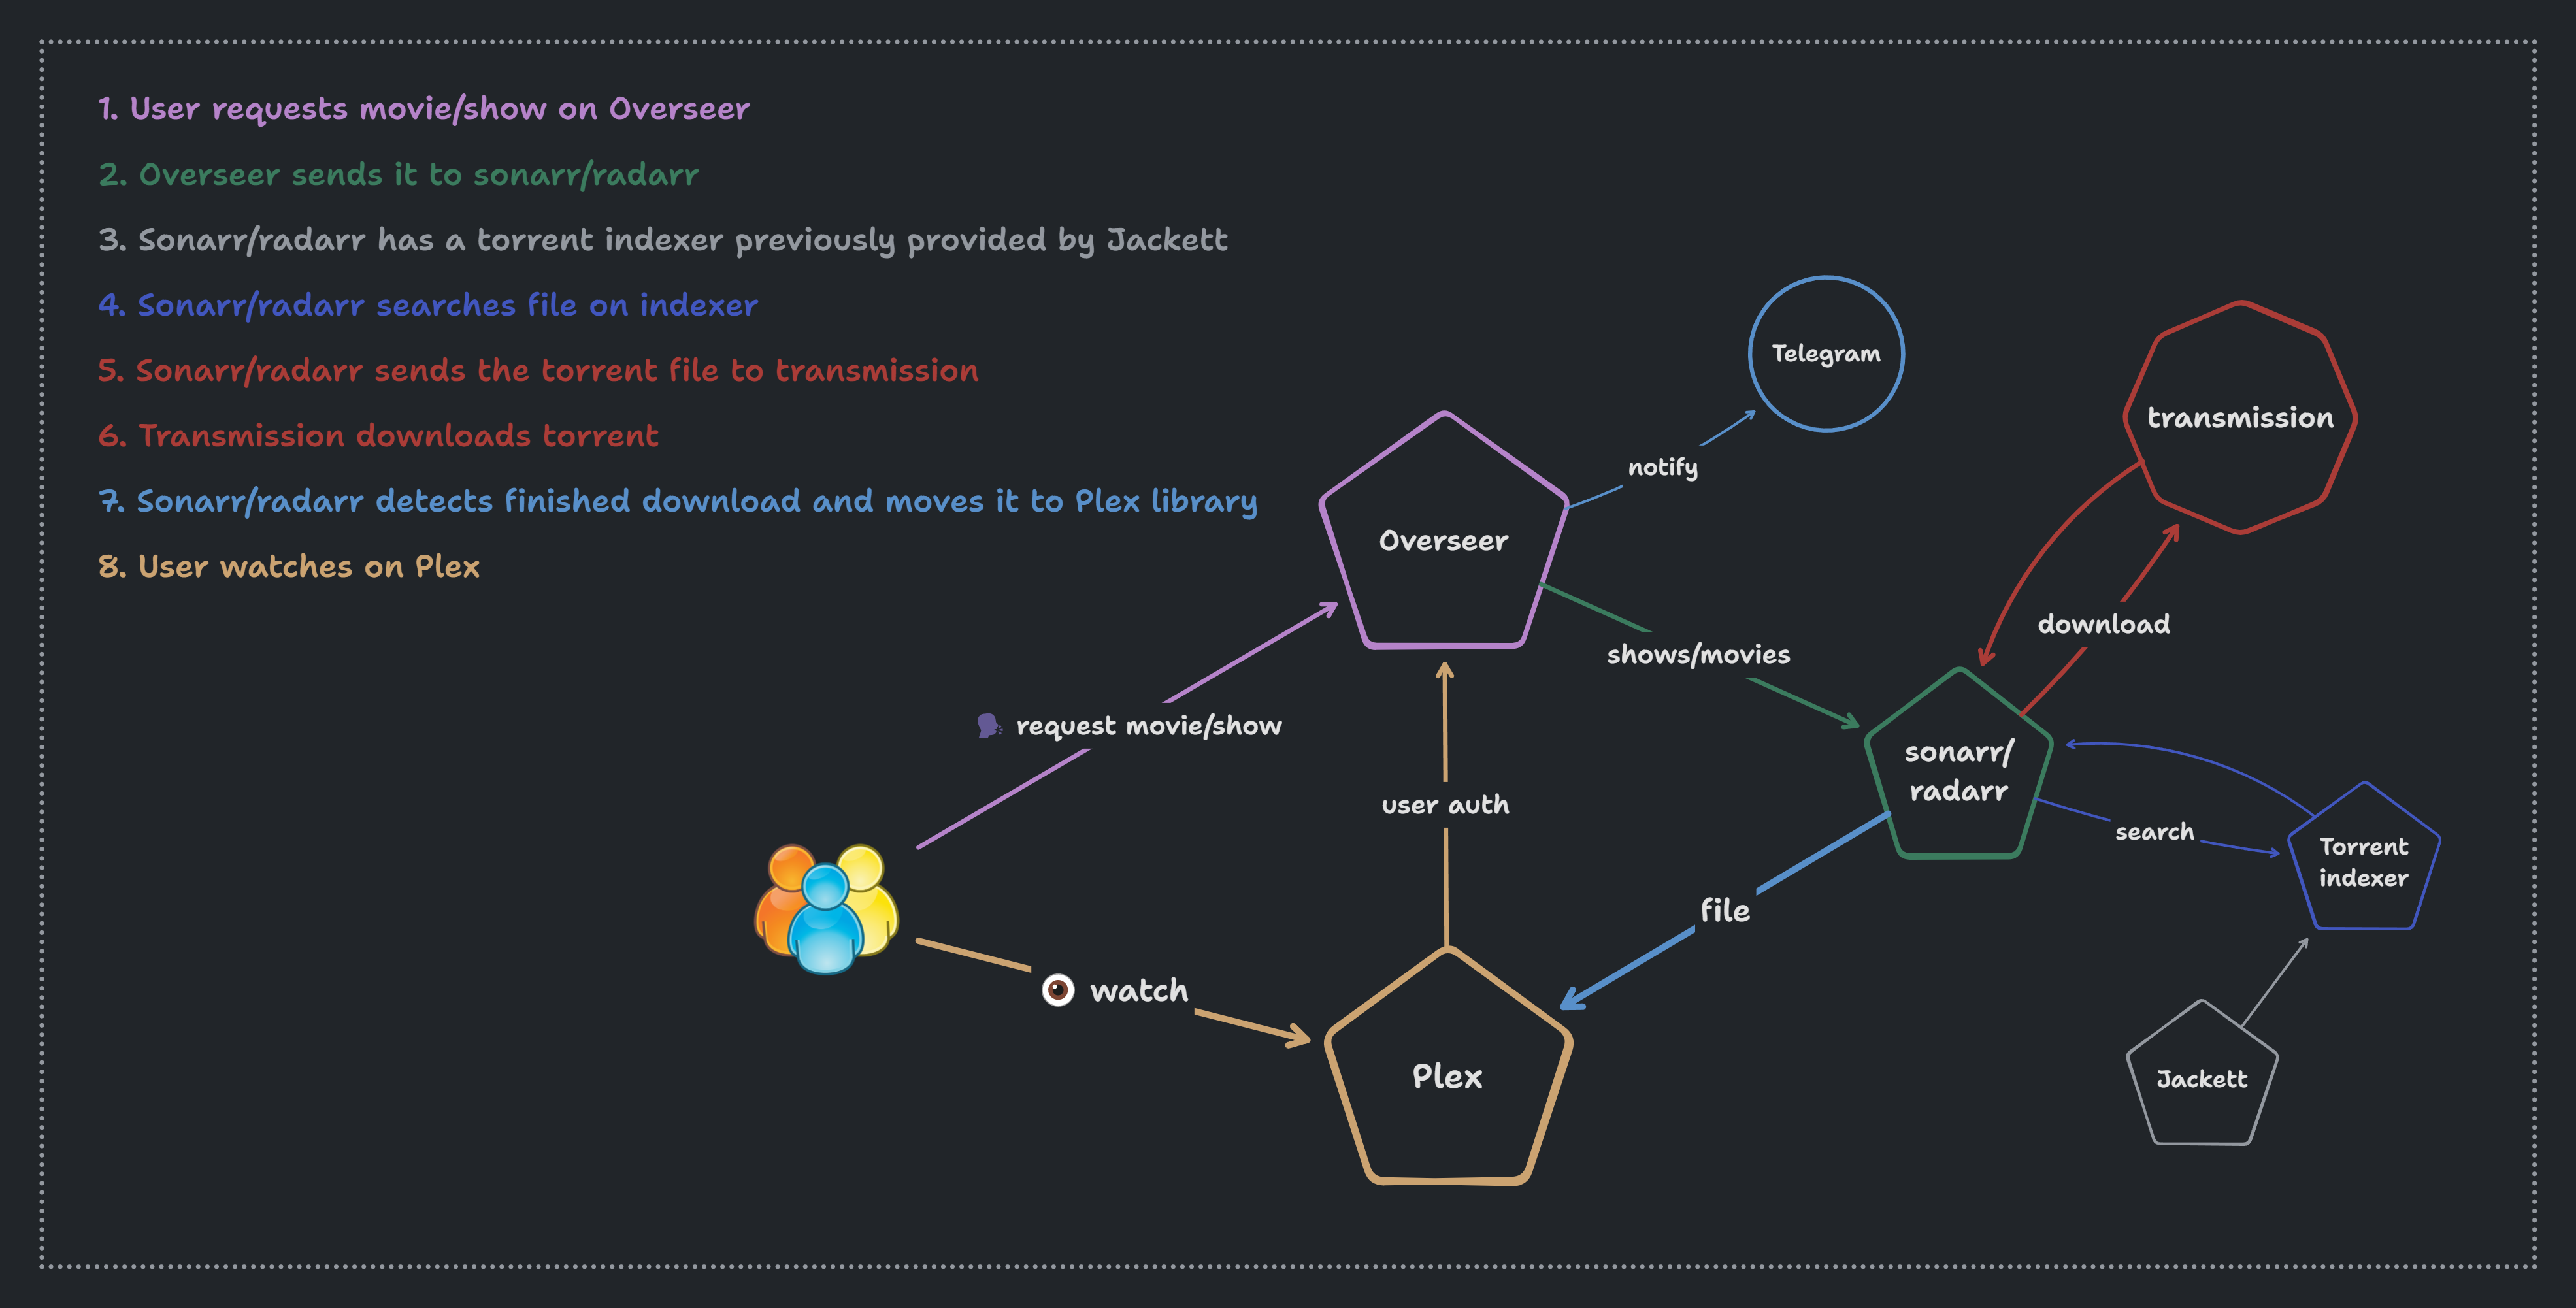 1. User requests movie/show on Overseer
2. Overseer sends it to sonarr/radarr
3. Sonarr/radarr has a torrent indexer previously provided by Jackett
4. Sonarr/radarr searches file on indexer
5. Sonarr/radarr sends the torrent file to transmission
6. Transmission downloads torrent
7. Sonarr/radarr detects finished download and moves it to Plex library
8. User watches on Plex
Telegram
transmission
notify
Overseer
download
shows/movies
request movie/show
sonarr/
radarr
user auth
search
Torrent
indexer
file
watch
Plex
Jackett